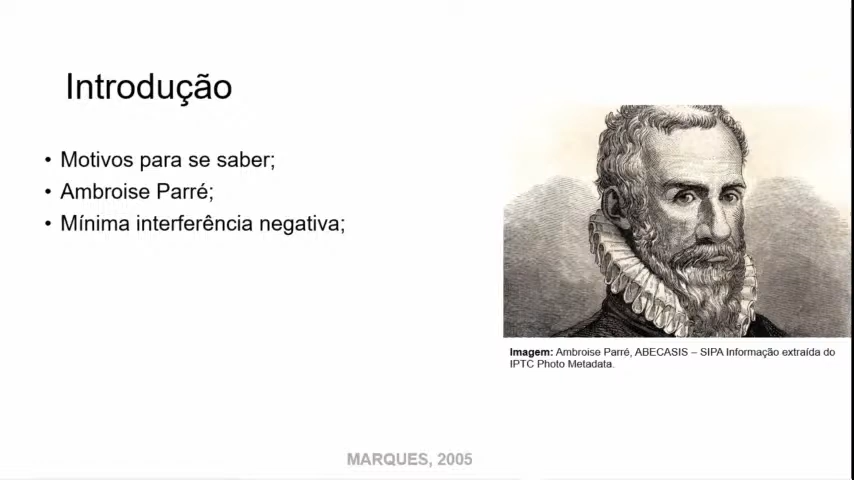 Introdução
• Motivos para se saber;
• Ambroise Parré;
• Mínima interferência negativa;
Imagem: Ambroise Parré, ABECASIS – SIPA Informação extraída do
IPTC Photo Metadata.
MARQUES, 2005